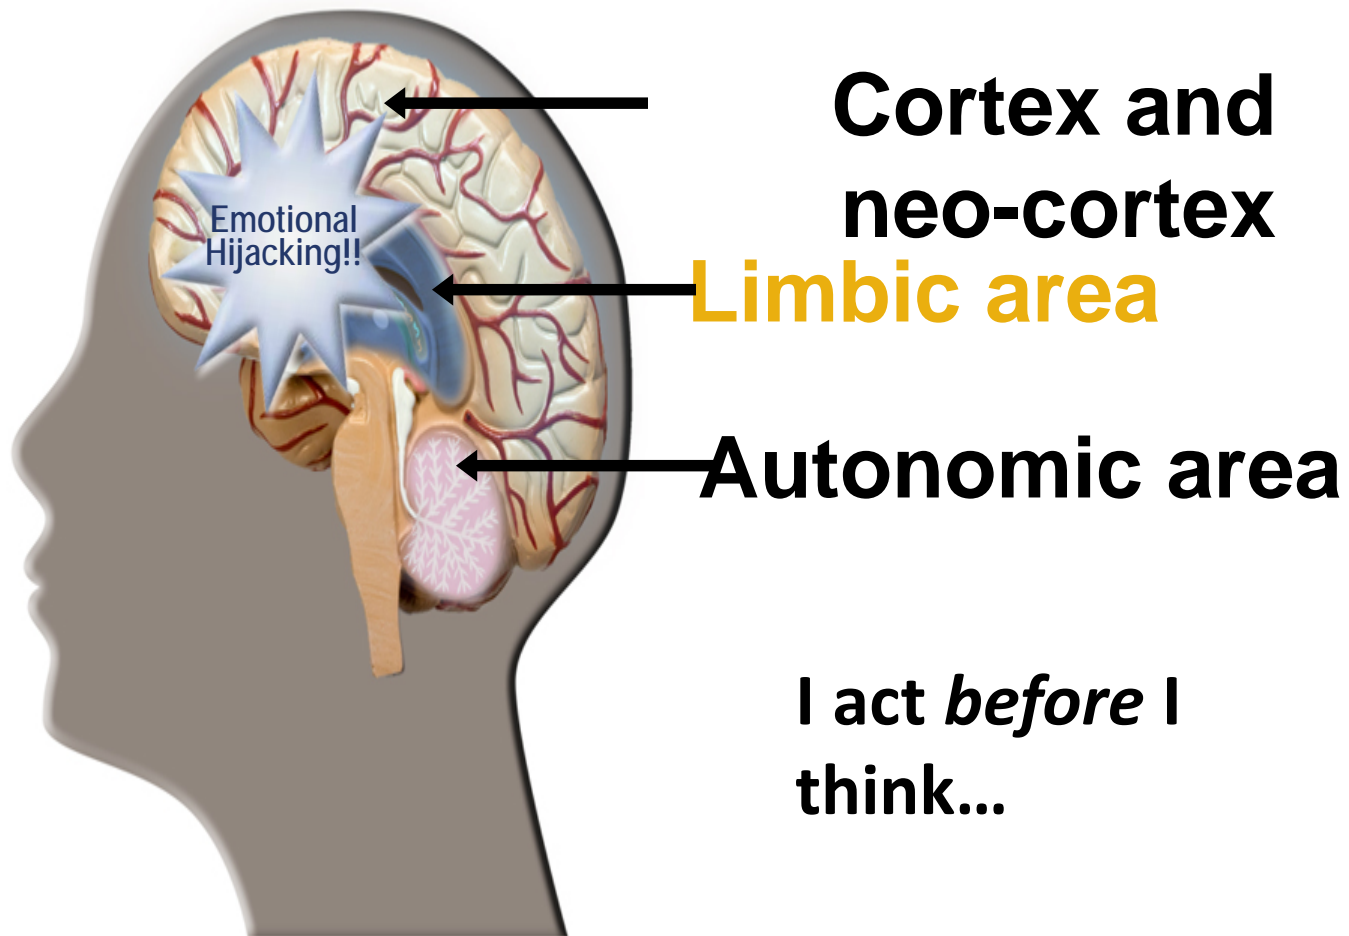 Cortex and
neo-cortex
Emotional
Hijacking!!
Limbic area
Autonomic area
I act before I
think...